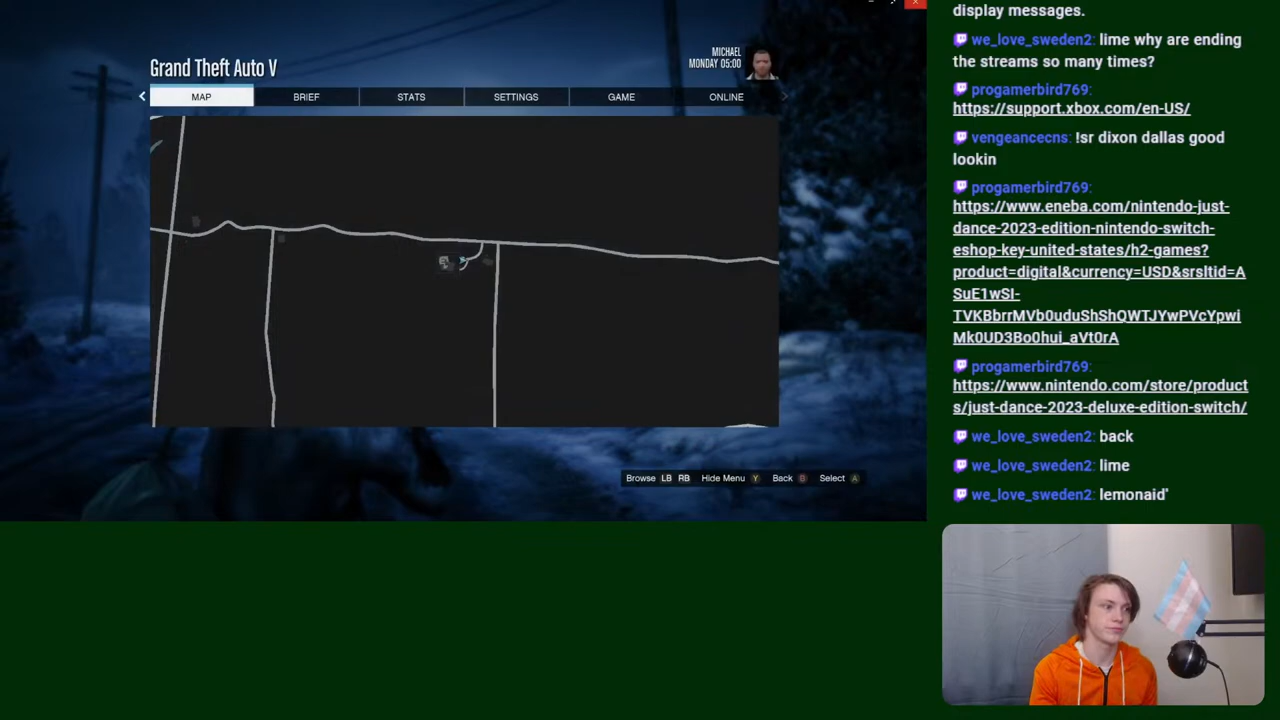 Grand Theft Auto V
MICHAEL
MONDAY 05:00
MAP
BRIEF
STATS
SETTINGS
GAME
ONLINE
Browse LB RB Hide Menu Y Back B Select A
display messages.
we_love_sweden2: lime why are ending
the streams so many times?
progamerbird769:
https://support.xbox.com/en-US/
vengeancecns: !sr dixon dallas good
lookin
progamerbird769:
https://www.eneba.com/nintendo-just-
dance-2023-edition-nintendo-switch-
eshop-key-united-states/h2-games?
product=digital&currency=USD&srsltid=A
SuE1wSI-
TVKBbrrMVb0uduShShQWTJYwPVcYpwi
Mk0UD3Bo0hui_aVt0rA
progamerbird769:
https://www.nintendo.com/store/product
s/just-dance-2023-deluxe-edition-switch/
we_love_sweden2: back
we_love_sweden2: lime
we_love_sweden2: lemonaid'